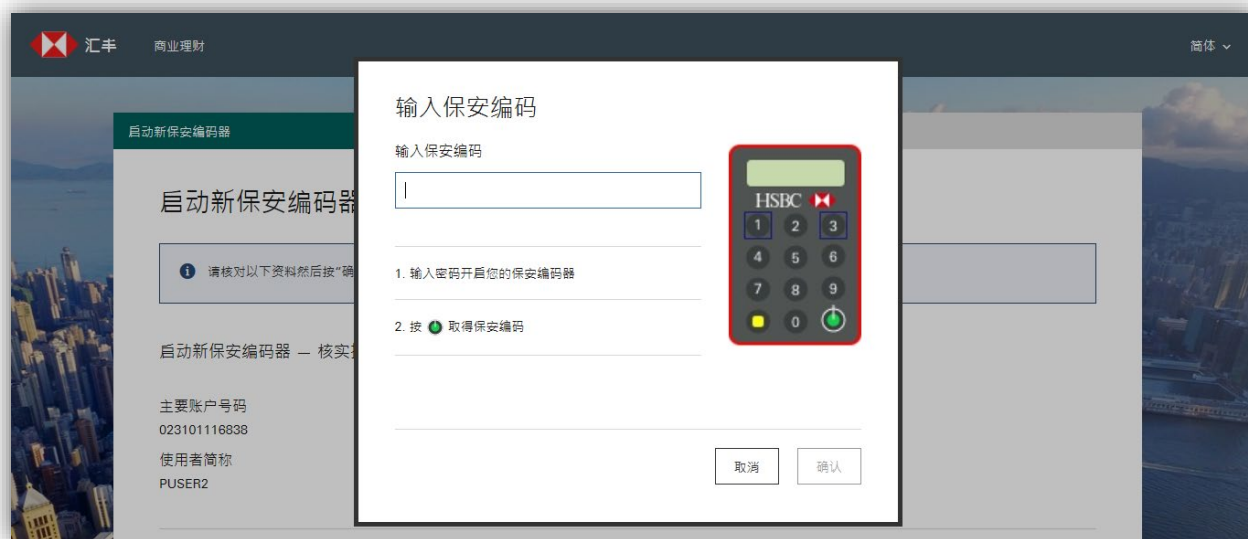 汇丰
商业理财
简体
启动新保安编码器
启动新保安编码器
请核对以下资料然后按“确
启动新保安编码器 — 核实
主要账户号码
023101116838
使用者简称
PUSER2
输入保安编码
输入保安编码
1. 输入密码开启您的保安编码器
2. 按 取得保安编码
取消
确认
HSBC
1 2 3
4 5 6
7 8 9
0